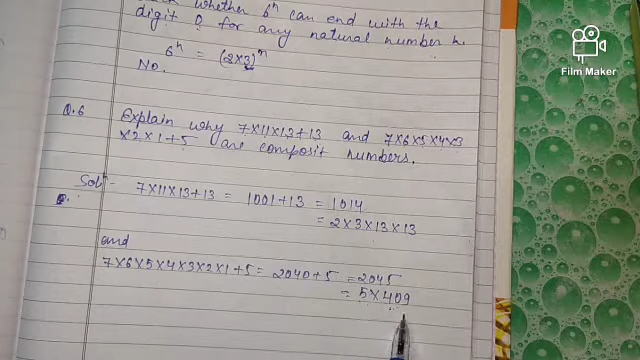 whether 6ⁿ can end with the
digit 0 for any natural number n.
6ⁿ = (2×3)ⁿ
No.
Film Maker
Q.6 Explain why 7×11×13+13 and 7×6×5×4×3
×2×1+5 are composit numbers.
Solⁿ- 7×11×13+13 = 1001+13 = 1014
= 2×3×13×13
and
7×6×5×4×3×2×1+5 = 2040+5 = 2045
= 5×409